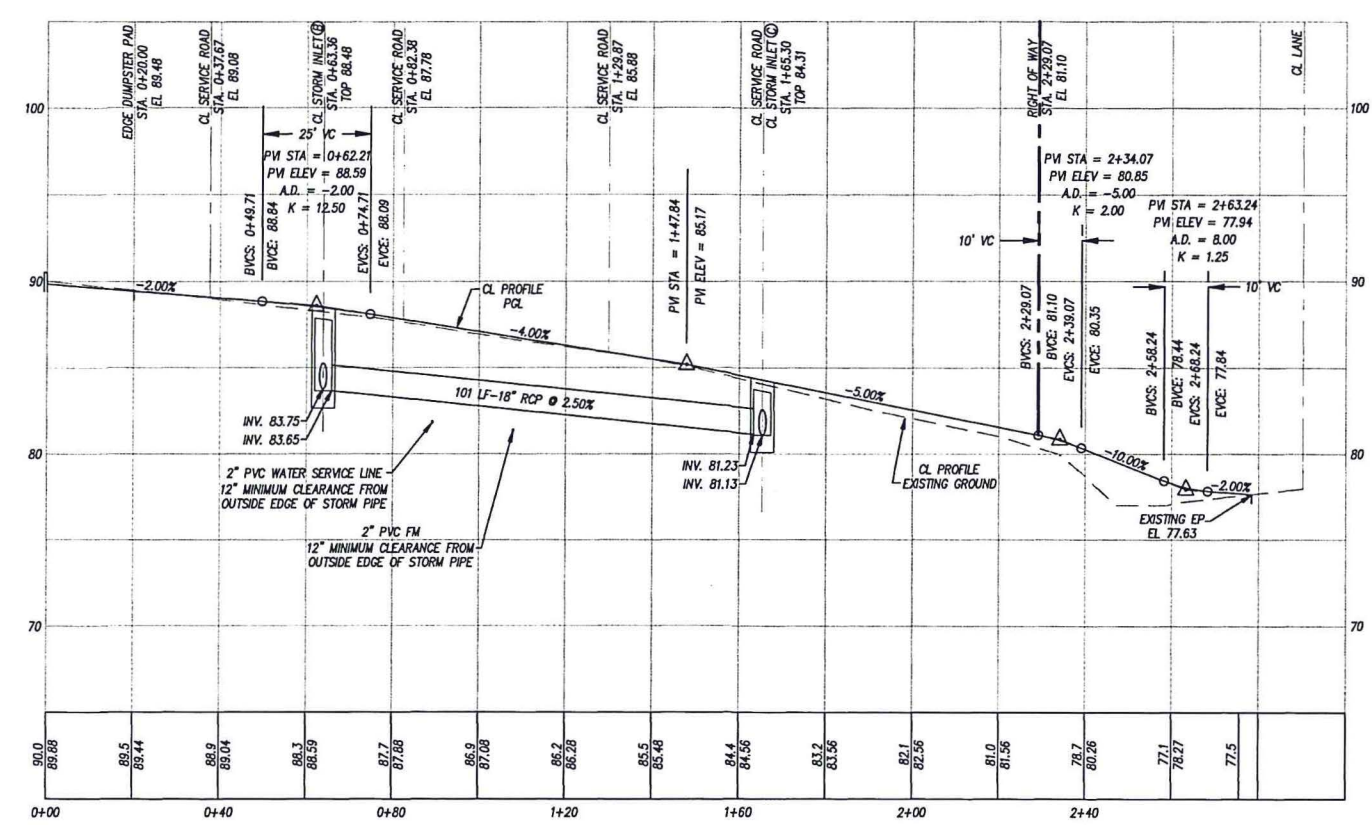 EDGE DUMPSTER PAD
STA. 0+20.00
EL 89.48
CL SERVICE ROAD
STA. 0+37.67
EL 89.08
CL STORM INLET B
STA. 0+63.36
TOP 88.48
CL SERVICE ROAD
STA. 0+82.38
EL 87.78
CL SERVICE ROAD
STA. 1+29.87
EL 85.88
CL SERVICE ROAD
CL STORM INLET C
STA. 1+65.30
TOP 84.31
RIGHT OF WAY
STA. 2+29.07
EL 81.10
CL LANE
100
100
25' VC
PVI STA = 0+62.21
PVI ELEV = 88.59
A.D. = -2.00
K = 12.50
BVCS: 0+49.71
BVCE: 88.84
EVCS: 0+74.71
EVCE: 88.09
PVI STA = 1+47.84
PVI ELEV = 85.17
PVI STA = 2+34.07
PVI ELEV = 80.85
A.D. = -5.00
K = 2.00
PVI STA = 2+63.24
PVI ELEV = 77.94
A.D. = 8.00
K = 1.25
10' VC
10' VC
BVCS: 2+29.07
BVCE: 81.10
EVCS: 2+39.07
EVCE: 80.35
BVCS: 2+58.24
BVCE: 78.44
EVCS: 2+68.24
EVCE: 77.84
90
90
-2.00%
CL PROFILE
PGL
-4.00%
-5.00%
-10.00%
-2.00%
101 LF-18" RCP @ 2.50%
INV. 83.75
INV. 83.65
INV. 81.23
INV. 81.13
80
80
CL PROFILE
EXISTING GROUND
EXISTING EP
EL 77.63
2" PVC WATER SERVICE LINE
12" MINIMUM CLEARANCE FROM
OUTSIDE EDGE OF STORM PIPE
2" PVC FM
12" MINIMUM CLEARANCE FROM
OUTSIDE EDGE OF STORM PIPE
70
70
90.0
89.88
89.5
89.44
88.9
89.04
88.3
88.59
87.7
87.88
86.9
87.08
86.2
86.28
85.5
85.48
84.4
84.56
83.2
83.56
82.1
82.56
81.0
81.56
78.7
80.26
77.1
78.27
77.5
0+00
0+40
0+80
1+20
1+60
2+00
2+40